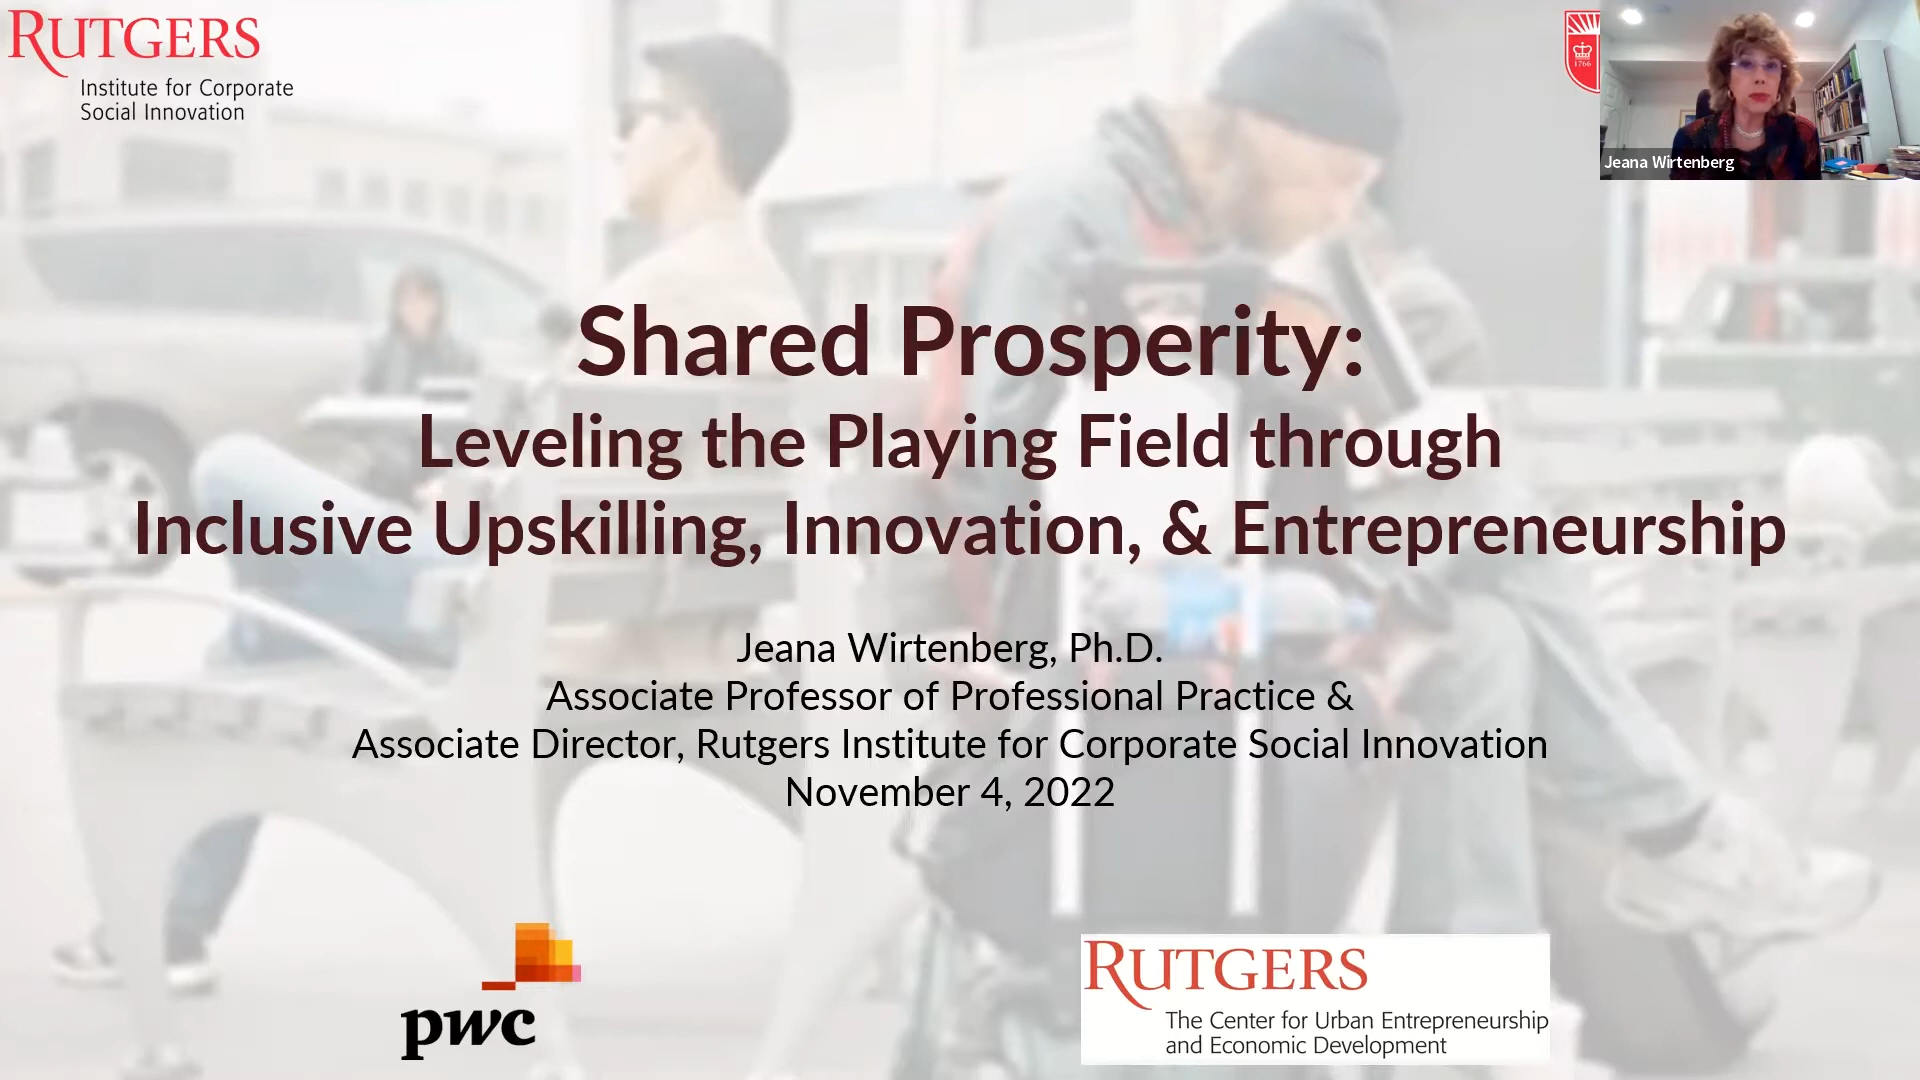 RUTGERS
Institute for Corporate
Social Innovation
1766
Jeana Wirtenberg
Shared Prosperity:
Leveling the Playing Field through
Inclusive Upskilling, Innovation, & Entrepreneurship
Jeana Wirtenberg, Ph.D.
Associate Professor of Professional Practice &
Associate Director, Rutgers Institute for Corporate Social Innovation
November 4, 2022
pwc
RUTGERS
The Center for Urban Entrepreneurship
and Economic Development